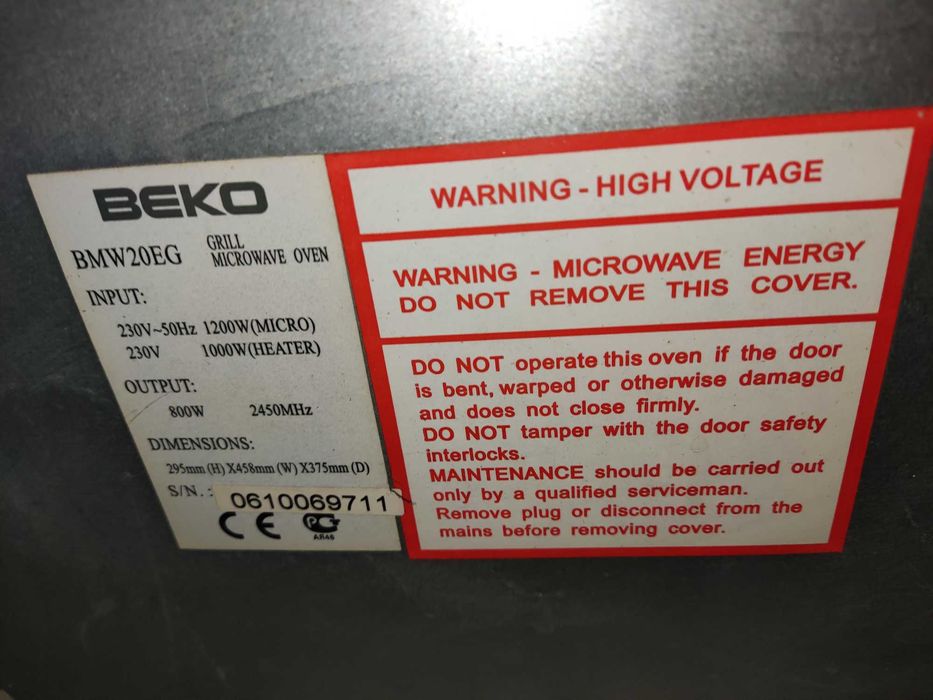 BEKO
BMW20EG GRILL
MICROWAVE OVEN
INPUT:
230V~50Hz 1200W(MICRO)
230V 1000W(HEATER)
OUTPUT:
800W 2450MHz
DIMENSIONS:
295mm (H) X458mm (W) X375mm (D)
S/N.: 0610069711
CE PG
AR46
WARNING - HIGH VOLTAGE
WARNING - MICROWAVE ENERGY
DO NOT REMOVE THIS COVER.
DO NOT operate this oven if the door
is bent, warped or otherwise damaged
and does not close firmly.
DO NOT tamper with the door safety
interlocks.
MAINTENANCE should be carried out
only by a qualified serviceman.
Remove plug or disconnect from the
mains before removing cover.